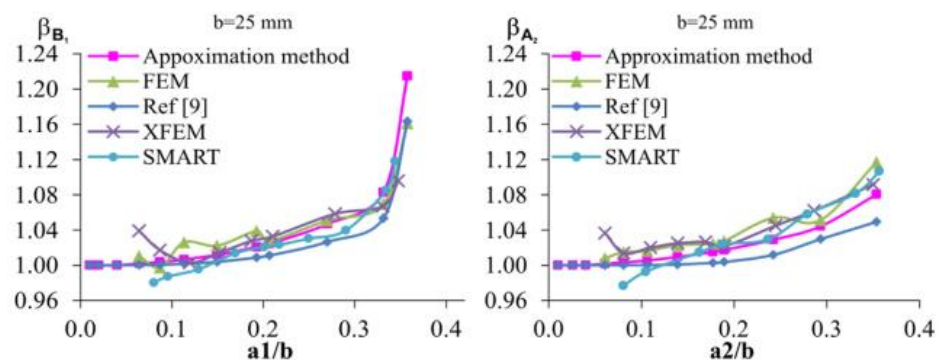 βB₁ b=25 mm
1.24
Appoximation method
1.20
FEM
Ref [9]
1.16
XFEM
1.12
SMART
1.08
1.04
1.00
0.96
0.0 0.1 0.2 0.3 0.4
a1/b
βA₂ b=25 mm
1.24
Approximation method
1.20
FEM
Ref [9]
1.16
XFEM
1.12
SMART
1.08
1.04
1.00
0.96
0.0 0.1 0.2 0.3 0.4
a2/b